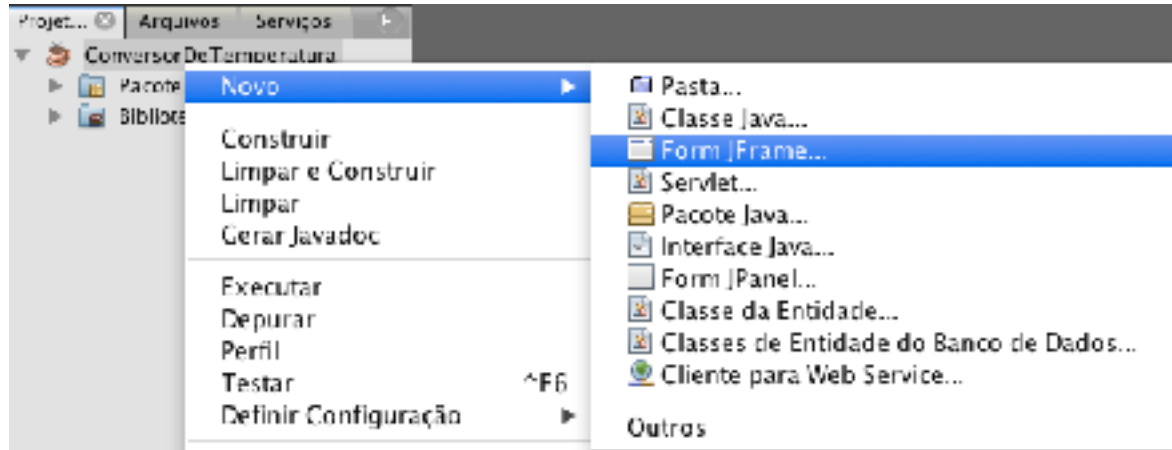 Projet... Arquivos Serviços
ConversorDeTemperatura
Pacote
Bibliote
Novo
Construir
Limpar e Construir
Limpar
Gerar Javadoc
Executar
Depurar
Perfil
Testar ^F6
Definir Configuração
Pasta...
Classe Java...
Form JFrame...
Servlet...
Pacote Java...
Interface Java...
Form JPanel...
Classe da Entidade...
Classes de Entidade do Banco de Dados...
Cliente para Web Service...
Outros